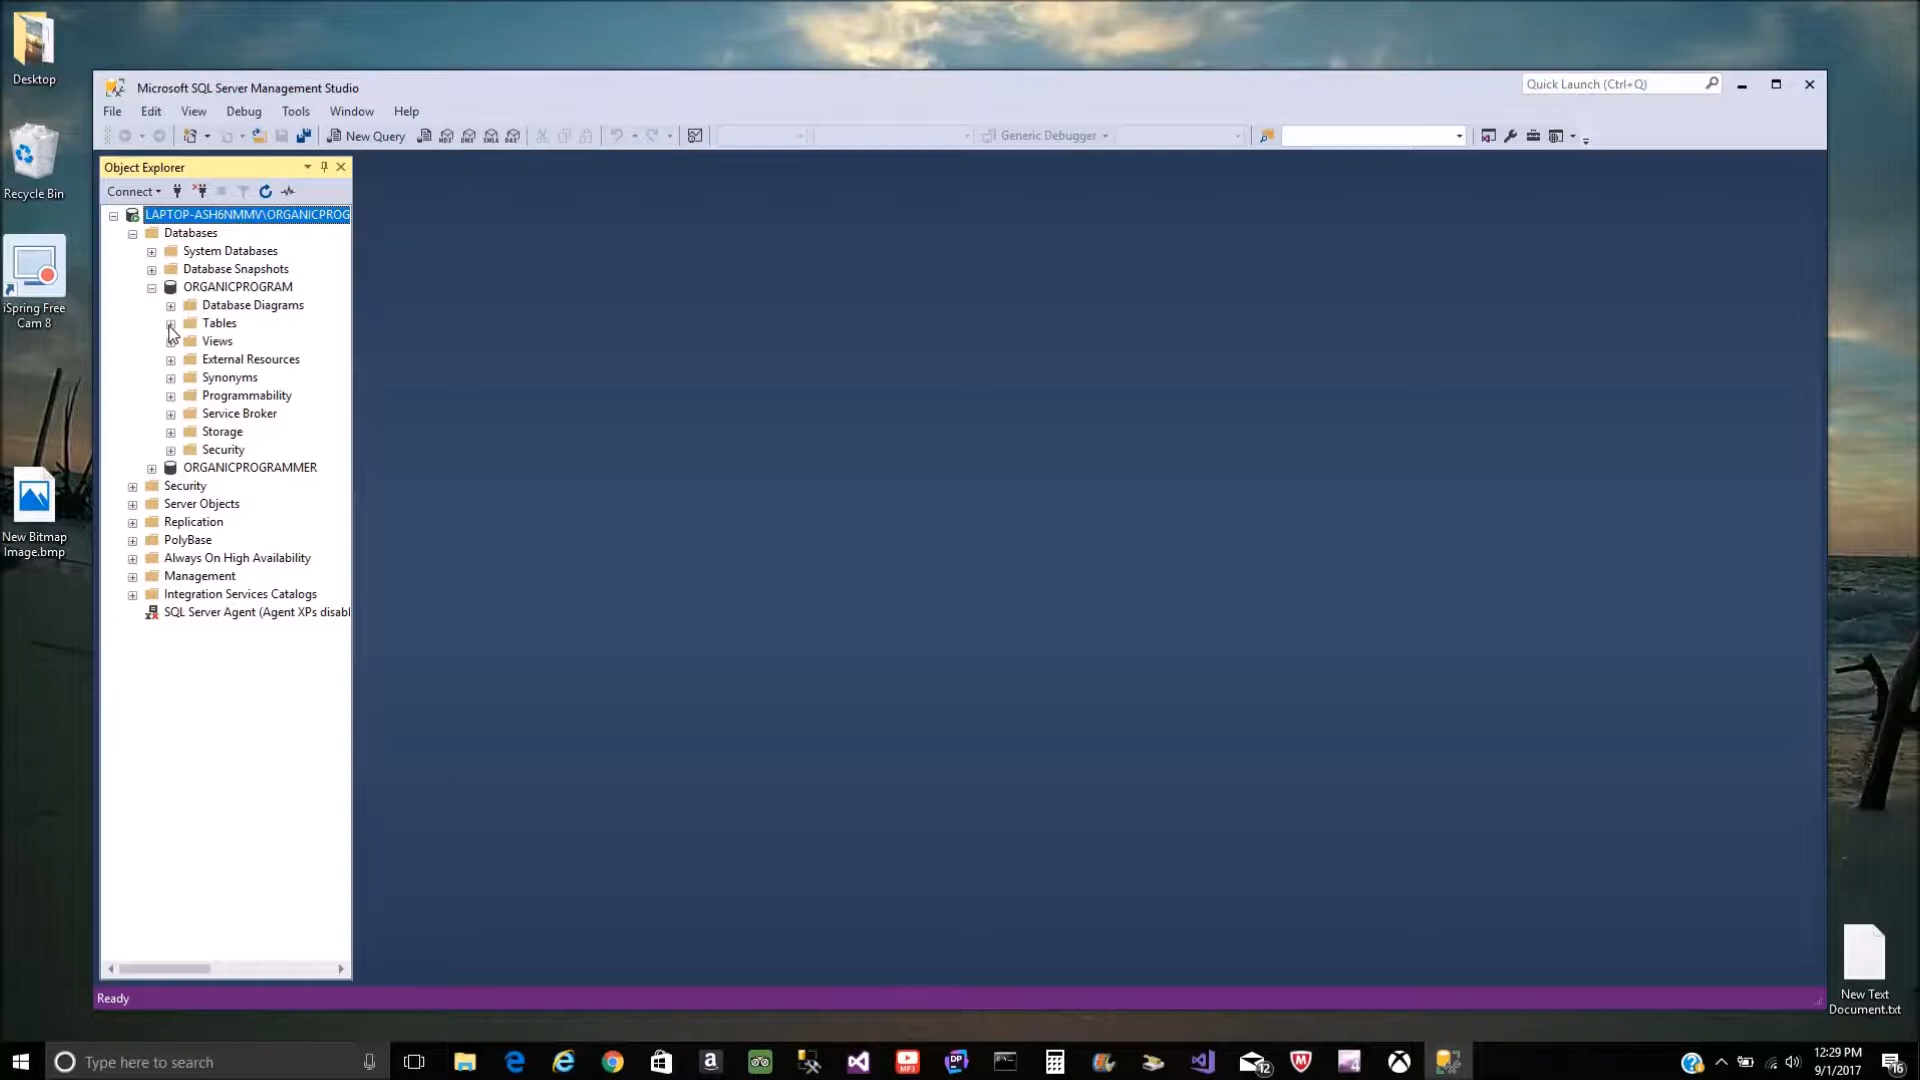 Desktop
Recycle Bin
iSpring Free
Cam 8
New Bitmap
Image.bmp
Microsoft SQL Server Management Studio
Quick Launch (Ctrl+Q)
File Edit View Debug Tools Window Help
New Query
Generic Debugger
Object Explorer
Connect
LAPTOP-ASH6NMMV\ORGANICPROG
Databases
System Databases
Database Snapshots
ORGANICPROGRAM
Database Diagrams
Tables
Views
External Resources
Synonyms
Programmability
Service Broker
Storage
Security
ORGANICPROGRAMMER
Security
Server Objects
Replication
PolyBase
Always On High Availability
Management
Integration Services Catalogs
SQL Server Agent (Agent XPs disabl
Ready
New Text
Document.txt
Type here to search
12:29 PM
9/1/2017